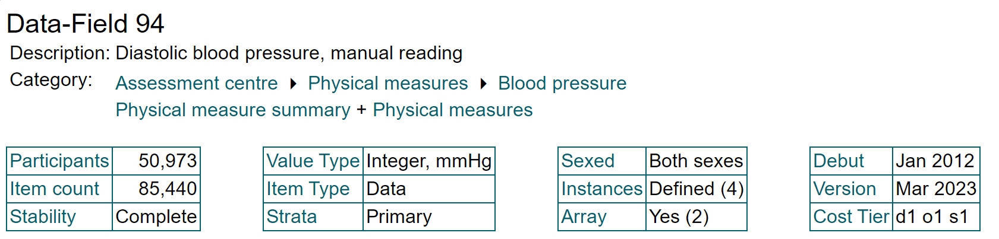 Data-Field 94
Description: Diastolic blood pressure, manual reading
Category: Assessment centre ▸ Physical measures ▸ Blood pressure
Physical measure summary + Physical measures
Participants 50,973 Value Type Integer, mmHg Sexed Both sexes Debut Jan 2012
Item count 85,440 Item Type Data Instances Defined (4) Version Mar 2023
Stability Complete Strata Primary Array Yes (2) Cost Tier d1 o1 s1